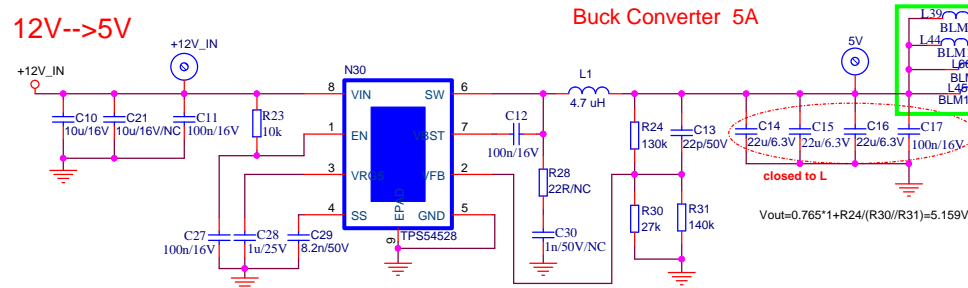 12V-->5V
Buck Converter 5A
+12V_IN
+12V_IN
5V
L39
BLM
L44
BLM
N30
L1
4.7 uH
8 VIN SW 6
1 EN VBST 7
3 VFB 2
4 SS GND 5
EPAD
9
TPS54528
C10
10u/16V
C21
10u/16V/NC
C11
100n/16V
R23
10k
C12
100n/16V
R28
22R/NC
C30
1n/50V/NC
R24
130k
C13
22p/50V
R30
27k
R31
140k
C14
22u/6.3V
C15
22u/6.3V
C16
22u/6.3V
C17
100n/16V
closed to L
C27
100n/16V
C28
1u/25V
C29
8.2n/50V
Vout=0.765*1+R24/(R30//R31)=5.159V